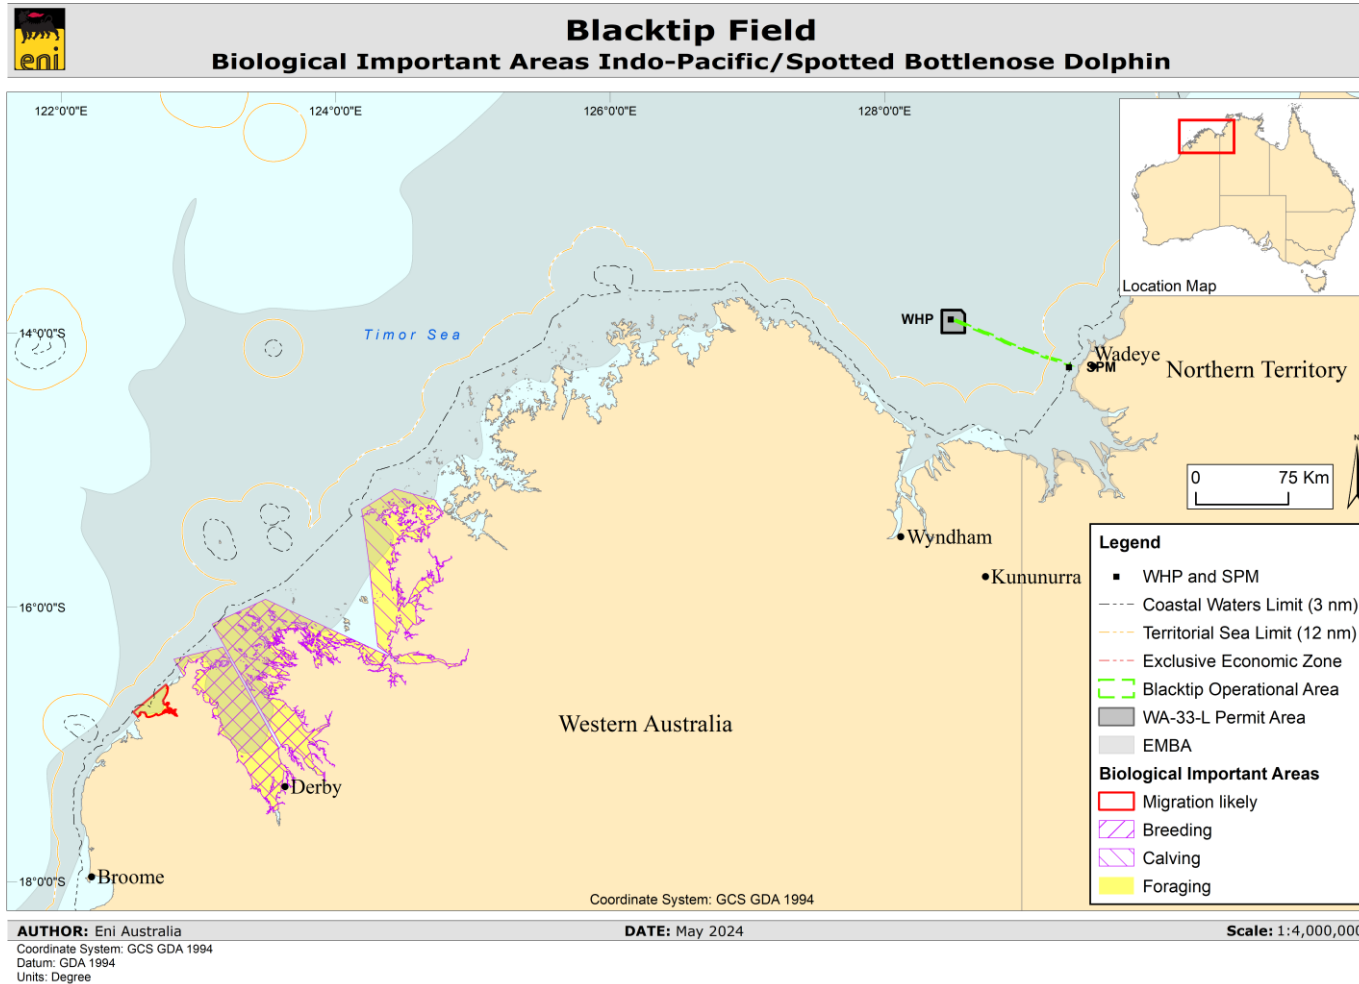 eni
Blacktip Field
Biological Important Areas Indo-Pacific/Spotted Bottlenose Dolphin
122°0'0"E
124°0'0"E
126°0'0"E
128°0'0"E
Location Map
14°0'0"S
Timor Sea
WHP
Wadeye
SPM
Northern Territory
N
0 75 Km
Wyndham
Kununurra
16°0'0"S
Western Australia
Derby
Broome
18°0'0"S
Coordinate System: GCS GDA 1994
Legend
WHP and SPM
Coastal Waters Limit (3 nm)
Territorial Sea Limit (12 nm)
Exclusive Economic Zone
Blacktip Operational Area
WA-33-L Permit Area
EMBA
Biological Important Areas
Migration likely
Breeding
Calving
Foraging
AUTHOR: Eni Australia
DATE: May 2024
Scale: 1:4,000,000
Coordinate System: GCS GDA 1994
Datum: GDA 1994
Units: Degree